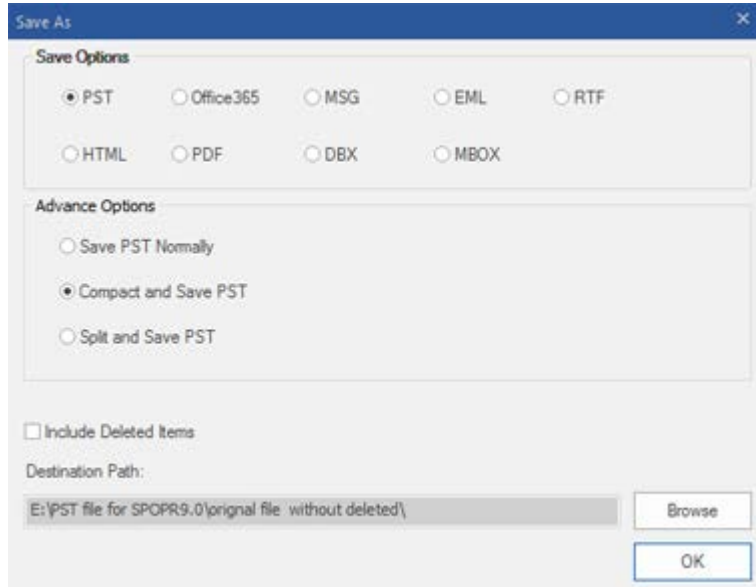 Save As
Save Options
PST Office365 MSG EML RTF
HTML PDF DBX MBOX
Advance Options
Save PST Normally
Compact and Save PST
Split and Save PST
Include Deleted Items
Destination Path:
E:\PST file for SPOPR9.0\prignal file  without deleted\ Browse
OK